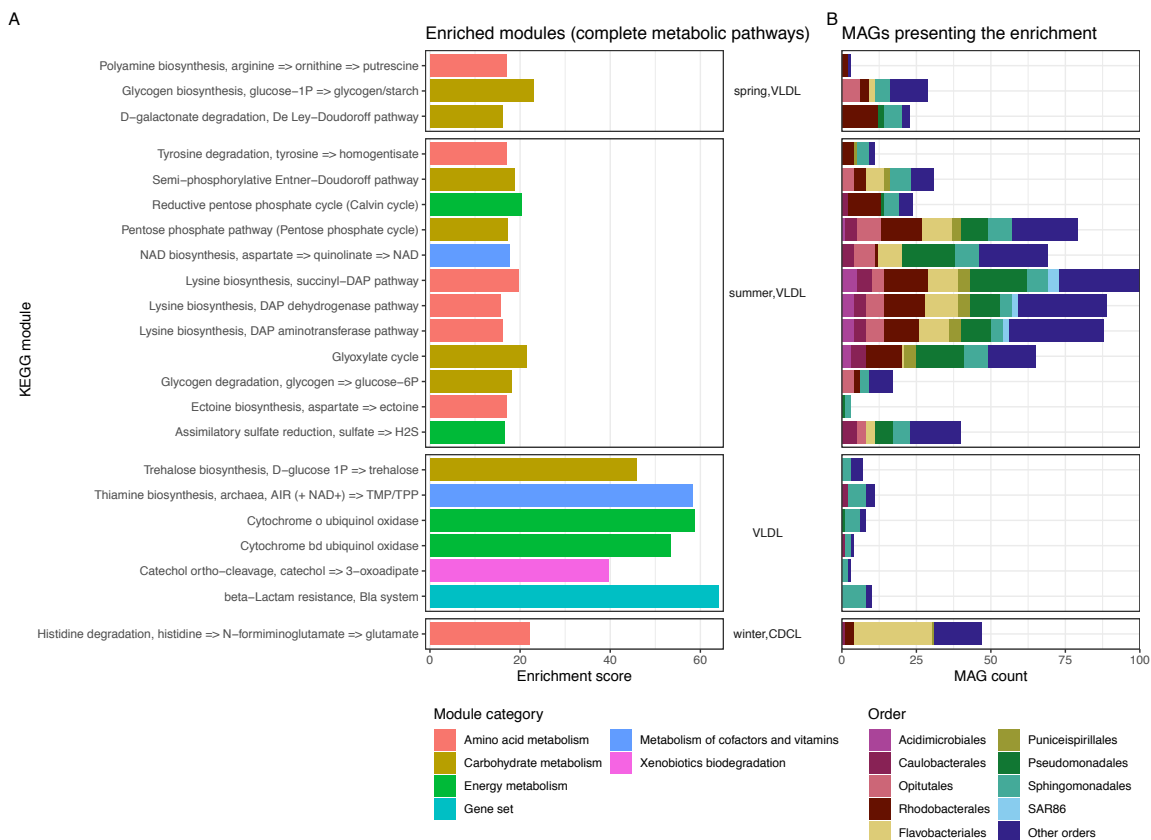 A
B
Enriched modules (complete metabolic pathways)
MAGs presenting the enrichment
KEGG module
Polyamine biosynthesis, arginine => ornithine => putrescine
Glycogen biosynthesis, glucose−1P => glycogen/starch
D−galactonate degradation, De Ley−Doudoroff pathway
spring,VLDL
Tyrosine degradation, tyrosine => homogentisate
Semi−phosphorylative Entner−Doudoroff pathway
Reductive pentose phosphate cycle (Calvin cycle)
Pentose phosphate pathway (Pentose phosphate cycle)
NAD biosynthesis, aspartate => quinolinate => NAD
Lysine biosynthesis, succinyl−DAP pathway
Lysine biosynthesis, DAP dehydrogenase pathway
Lysine biosynthesis, DAP aminotransferase pathway
Glyoxylate cycle
Glycogen degradation, glycogen => glucose−6P
Ectoine biosynthesis, aspartate => ectoine
Assimilatory sulfate reduction, sulfate => H2S
summer,VLDL
Trehalose biosynthesis, D−glucose 1P => trehalose
Thiamine biosynthesis, archaea, AIR (+ NAD+) => TMP/TPP
Cytochrome o ubiquinol oxidase
Cytochrome bd ubiquinol oxidase
Catechol ortho−cleavage, catechol => 3−oxoadipate
beta−Lactam resistance, Bla system
VLDL
Histidine degradation, histidine => N−formiminoglutamate => glutamate
winter,CDCL
0 20 40 60
Enrichment score
0 25 50 75 100
MAG count
Module category
Amino acid metabolism
Carbohydrate metabolism
Energy metabolism
Gene set
Metabolism of cofactors and vitamins
Xenobiotics biodegradation
Order
Acidimicrobiales
Caulobacterales
Opitutales
Rhodobacterales
Flavobacteriales
Puniceispirillales
Pseudomonadales
Sphingomonadales
SAR86
Other orders